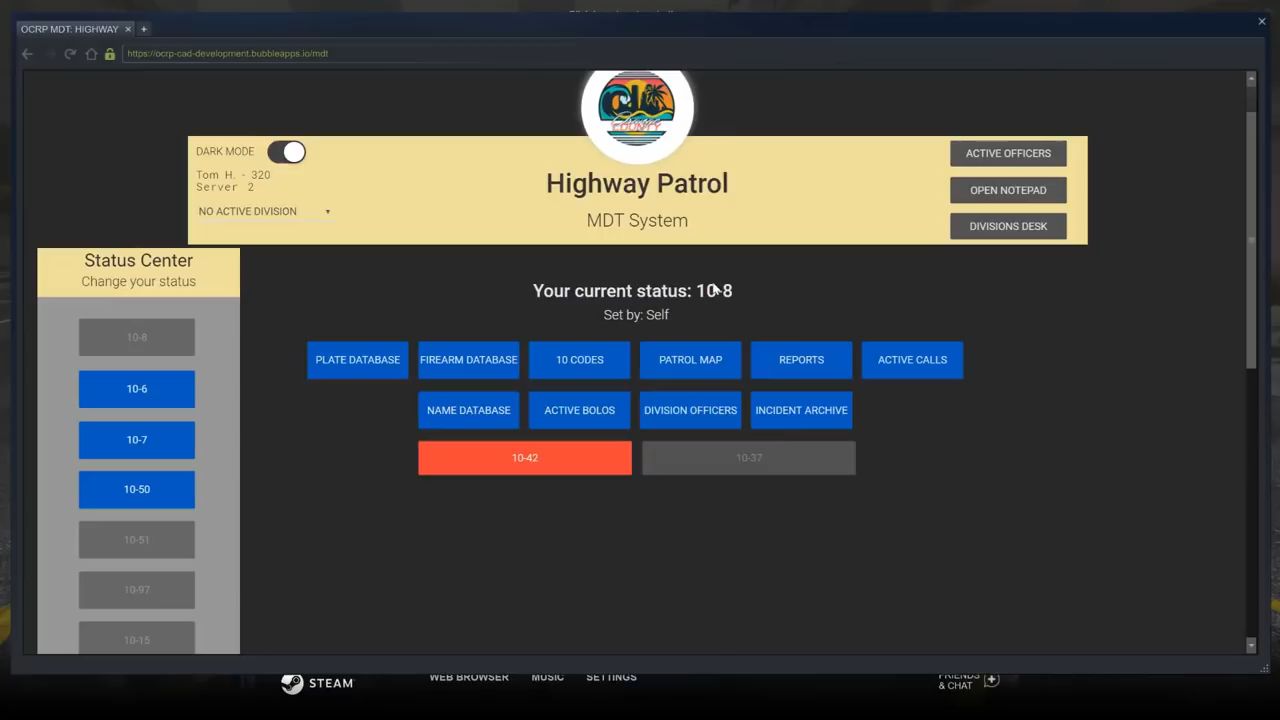 OCRP MDT: HIGHWAY × +
https://ocrp-cad-development.bubbleapps.io/mdt
COUNTY
DARK MODE
Tom H. - 320
Server 2
NO ACTIVE DIVISION
Highway Patrol
MDT System
ACTIVE OFFICERS
OPEN NOTEPAD
DIVISIONS DESK
Status Center
Change your status
10-8
10-6
10-7
10-50
10-51
10-97
10-15
Your current status: 10-8
Set by: Self
PLATE DATABASE
FIREARM DATABASE
10 CODES
PATROL MAP
REPORTS
ACTIVE CALLS
NAME DATABASE
ACTIVE BOLOS
DIVISION OFFICERS
INCIDENT ARCHIVE
10-42
10-37
STEAM
WEB BROWSER
MUSIC
SETTINGS
FRIENDS
& CHAT